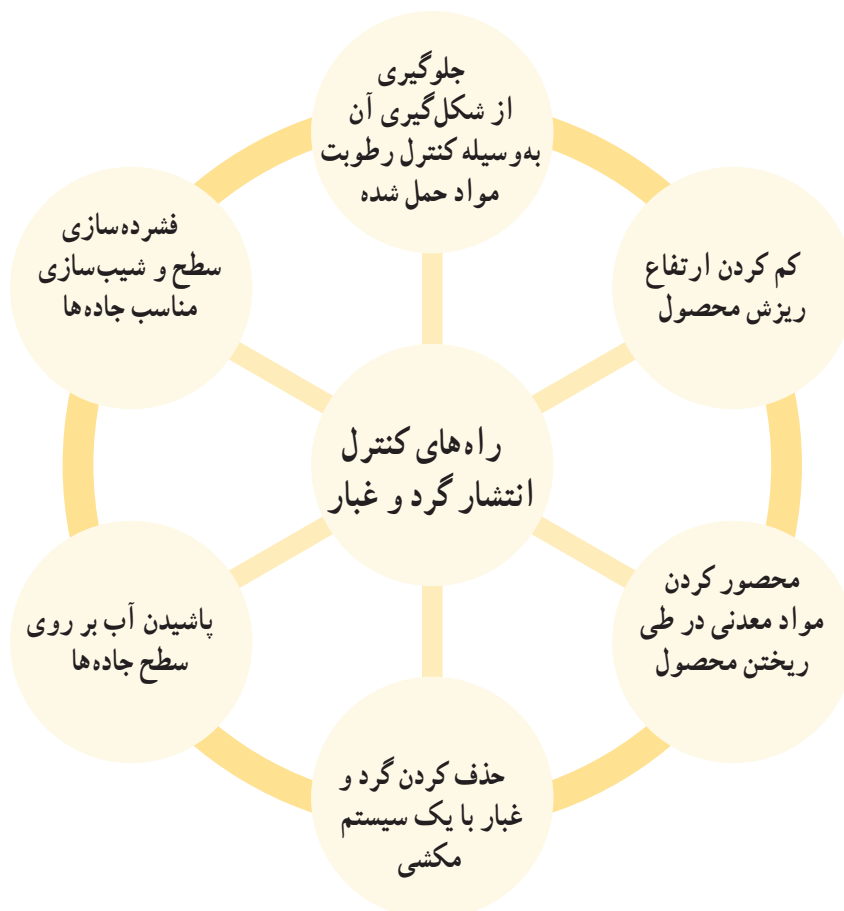 جلوگیری
از شکل‌گیری آن
به‌وسیله کنترل رطوبت
مواد حمل شده
کم کردن ارتفاع
ریزش محصول
محصور کردن
مواد معدنی در طی
ریختن محصول
حذف کردن گرد و
غبار با یک سیستم
مکشی
پاشیدن آب بر روی
سطح جاده‌ها
فشرده‌سازی
سطح و شیب‌سازی
مناسب جاده‌ها
راه‌های کنترل
انتشار گرد و غبار